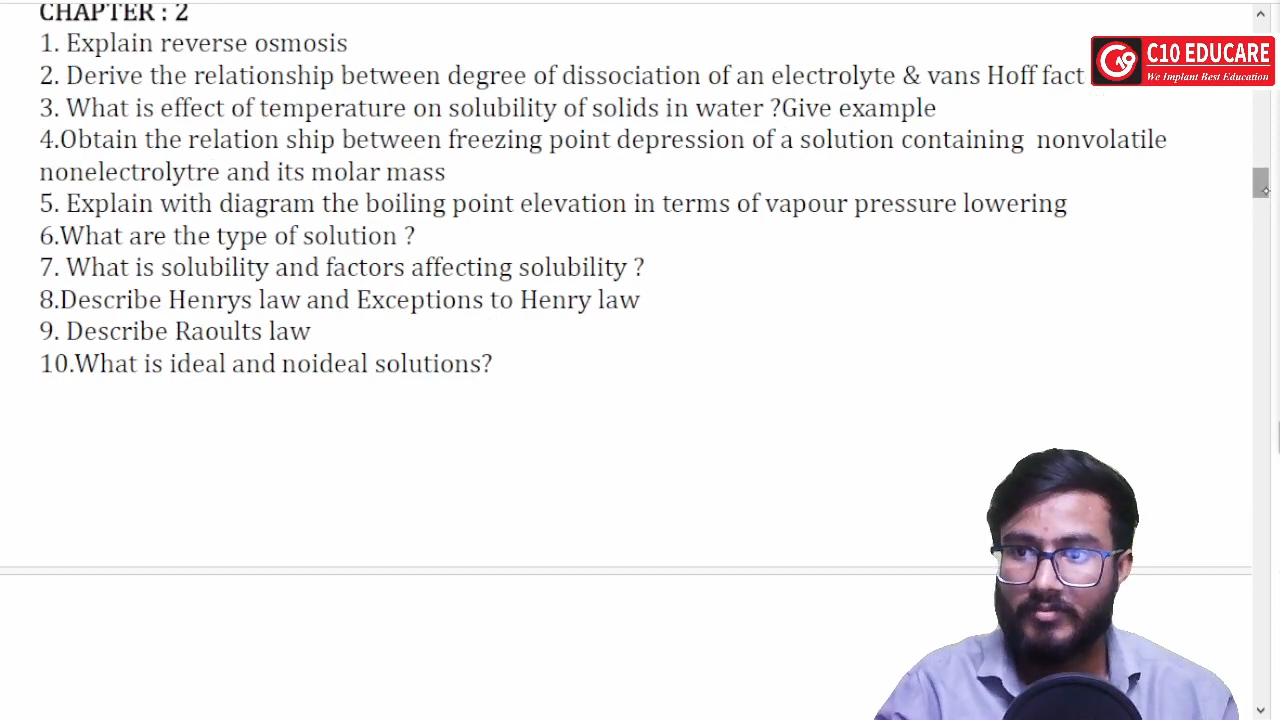 CHAPTER : 2
1. Explain reverse osmosis
2. Derive the relationship between degree of dissociation of an electrolyte & vans Hoff fact
3. What is effect of temperature on solubility of solids in water ?Give example
4.Obtain the relation ship between freezing point depression of a solution containing nonvolatile
nonelectrolytre and its molar mass
5. Explain with diagram the boiling point elevation in terms of vapour pressure lowering
6.What are the type of solution ?
7. What is solubility and factors affecting solubility ?
8.Describe Henrys law and Exceptions to Henry law
9. Describe Raoults law
10.What is ideal and noideal solutions?
C10 EDUCARE
We Implant Best Education